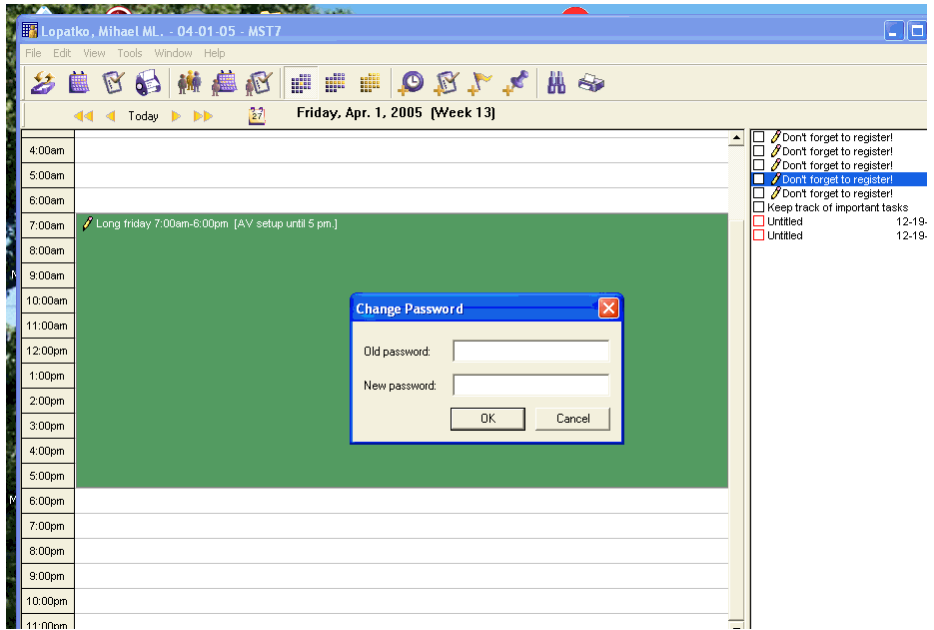 Lopatko, Mihael ML. - 04-01-05 - MST7
File Edit View Tools Window Help
Today 27 Friday, Apr. 1, 2005 (Week 13)
4:00am
5:00am
6:00am
7:00am Long friday 7:00am-6:00pm [AV setup until 5 pm.]
8:00am
9:00am
10:00am
11:00am
12:00pm
1:00pm
2:00pm
3:00pm
4:00pm
5:00pm
6:00pm
7:00pm
8:00pm
9:00pm
10:00pm
11:00pm
Change Password
Old password:
New password:
OK Cancel
Don't forget to register!
Don't forget to register!
Don't forget to register!
Don't forget to register!
Don't forget to register!
Keep track of important tasks
Untitled 12-19-
Untitled 12-19-